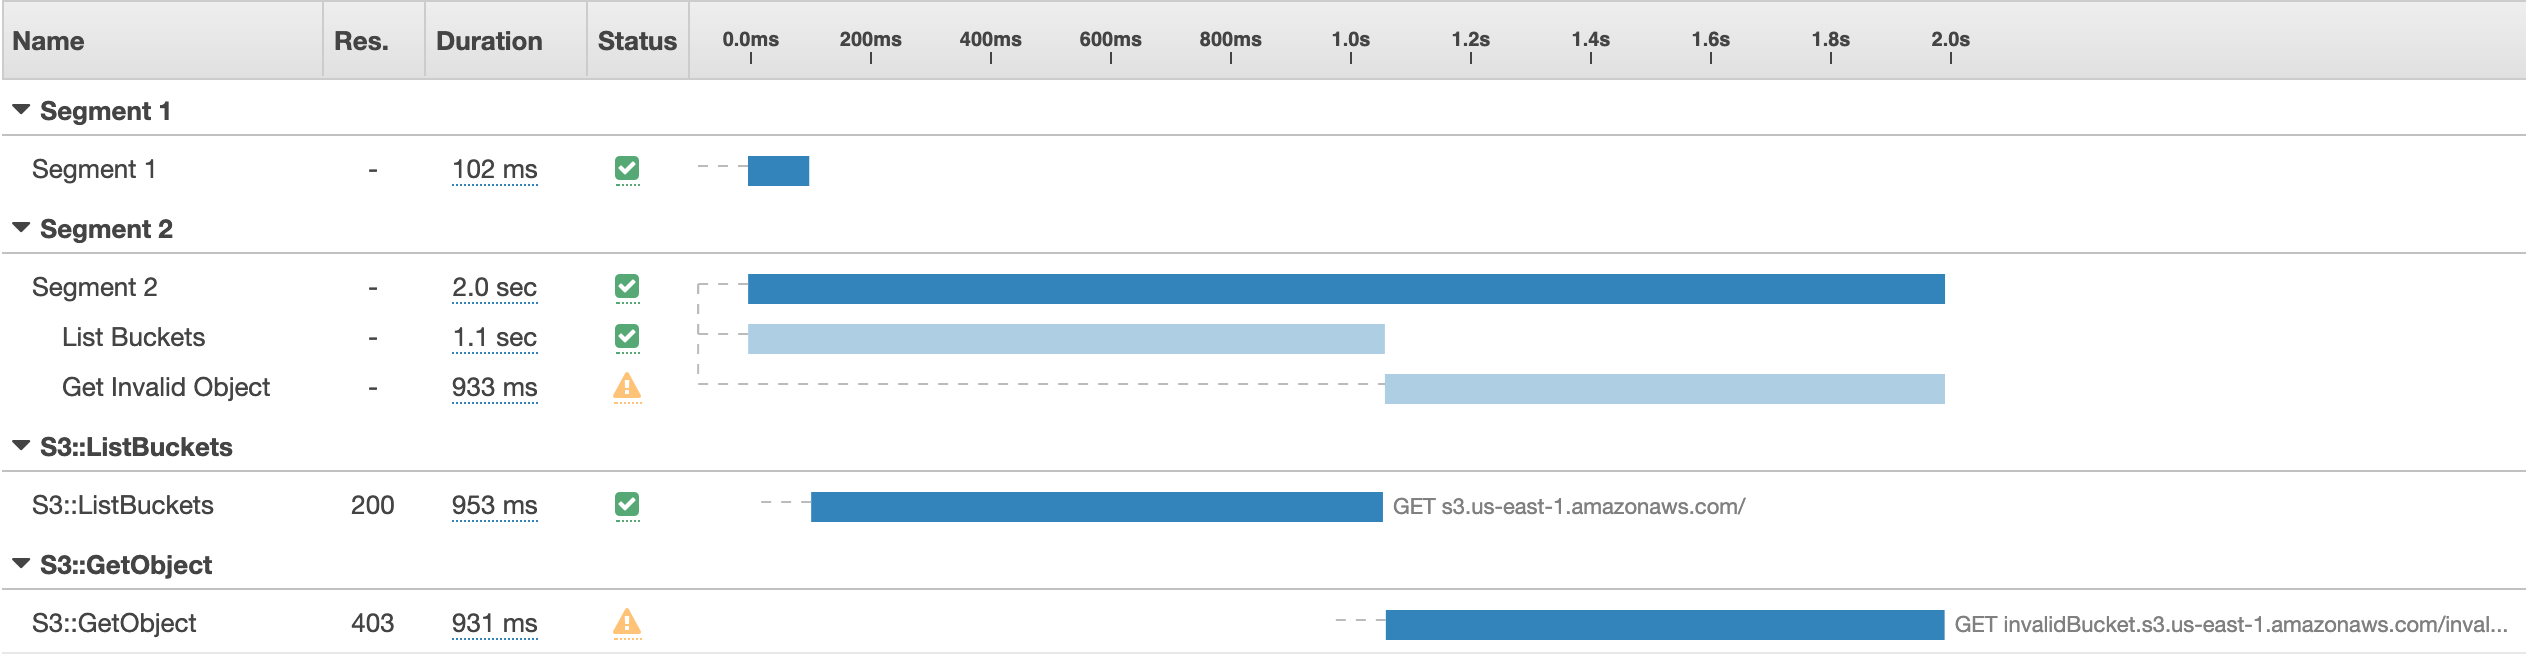 Name Res. Duration Status 0.0ms 200ms 400ms 600ms 800ms 1.0s 1.2s 1.4s 1.6s 1.8s 2.0s
Segment 1
Segment 1 - 102 ms
Segment 2
Segment 2 - 2.0 sec
List Buckets - 1.1 sec
Get Invalid Object - 933 ms
S3::ListBuckets
S3::ListBuckets 200 953 ms GET s3.us-east-1.amazonaws.com/
S3::GetObject
S3::GetObject 403 931 ms GET invalidBucket.s3.us-east-1.amazonaws.com/inval...